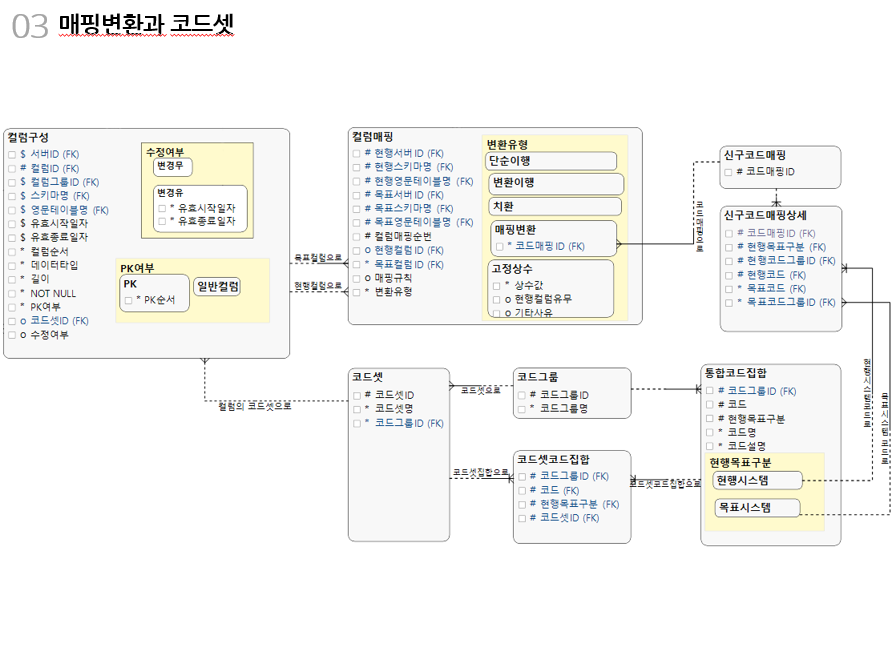 03 매핑변환과 코드셋
컬럼구성
$ 서버ID (FK)
# 컬럼ID (FK)
$ 컬럼그룹ID (FK)
$ 스키마명 (FK)
$ 영문테이블명 (FK)
$ 유효시작일자
$ 유효종료일자
* 컬럼순서
* 데이터타입
* 길이
* NOT NULL
* PK여부
o 코드셋ID (FK)
o 수정여부
수정여부
변경무
변경유
* 유효시작일자
* 유효종료일자
PK여부
PK
* PK순서
일반컬럼
목표컬럼으로
현행컬럼으로
컬럼의 코드셋으로
컬럼매핑
# 현행서버ID (FK)
# 현행스키마명 (FK)
# 현행영문테이블명 (FK)
# 목표서버ID (FK)
# 목표스키마명 (FK)
# 목표영문테이블명 (FK)
# 컬럼매핑순번
o 현행컬럼ID (FK)
* 목표컬럼ID (FK)
o 매핑규칙
* 변환유형
변환유형
단순이행
변환이행
치환
매핑변환
* 코드매핑ID (FK)
고정상수
* 상수값
o 현행컬럼유무
o 기타사유
코드매핑으로
신구코드매핑
# 코드매핑ID
신구코드매핑상세
# 코드매핑ID (FK)
# 현행목표구분 (FK)
# 현행코드그룹ID (FK)
# 현행코드 (FK)
* 목표코드 (FK)
* 목표코드그룹ID (FK)
현행시스템코드로
목표시스템코드로
코드셋
# 코드셋ID
* 코드셋명
* 코드그룹ID (FK)
코드셋으로
코드셋집합으로
코드그룹
# 코드그룹ID
* 코드그룹명
코드셋코드집합
# 코드그룹ID (FK)
# 코드 (FK)
# 현행목표구분 (FK)
# 코드셋ID (FK)
코드셋코드집합으로
통합코드집합
# 코드그룹ID (FK)
# 코드
# 현행목표구분
* 코드명
* 코드설명
현행목표구분
현행시스템
목표시스템